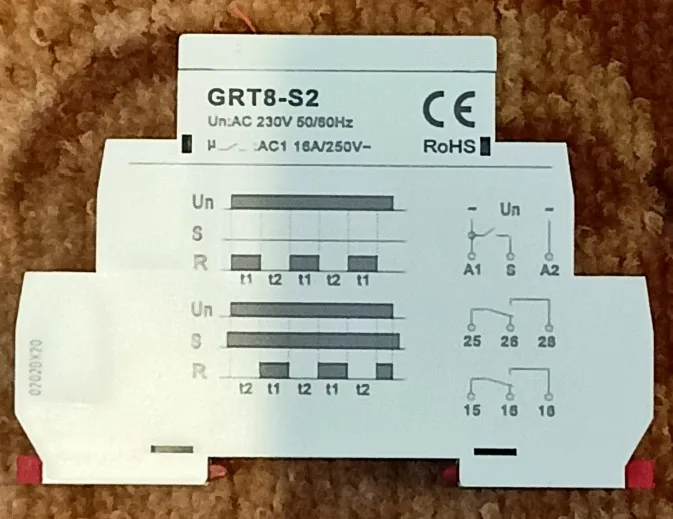 GRT8-S2
Un:AC 230V 50/60Hz
CE
µ :AC1 16A/250V~
RoHS
Un
S
R
t1 t2 t1 t2 t1
Un
S
R
t2 t1 t2 t1 t2
- Un -
A1 S A2
25 26 28
15 16 18
02020X20